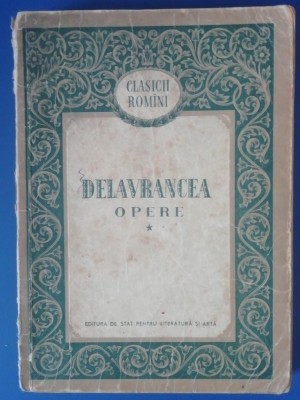 CLASICII
ROMÎNI
DELAVRANCEA
OPERE
*
EDITURA DE STAT PENTRU LITERATURĂ ȘI ARTĂ